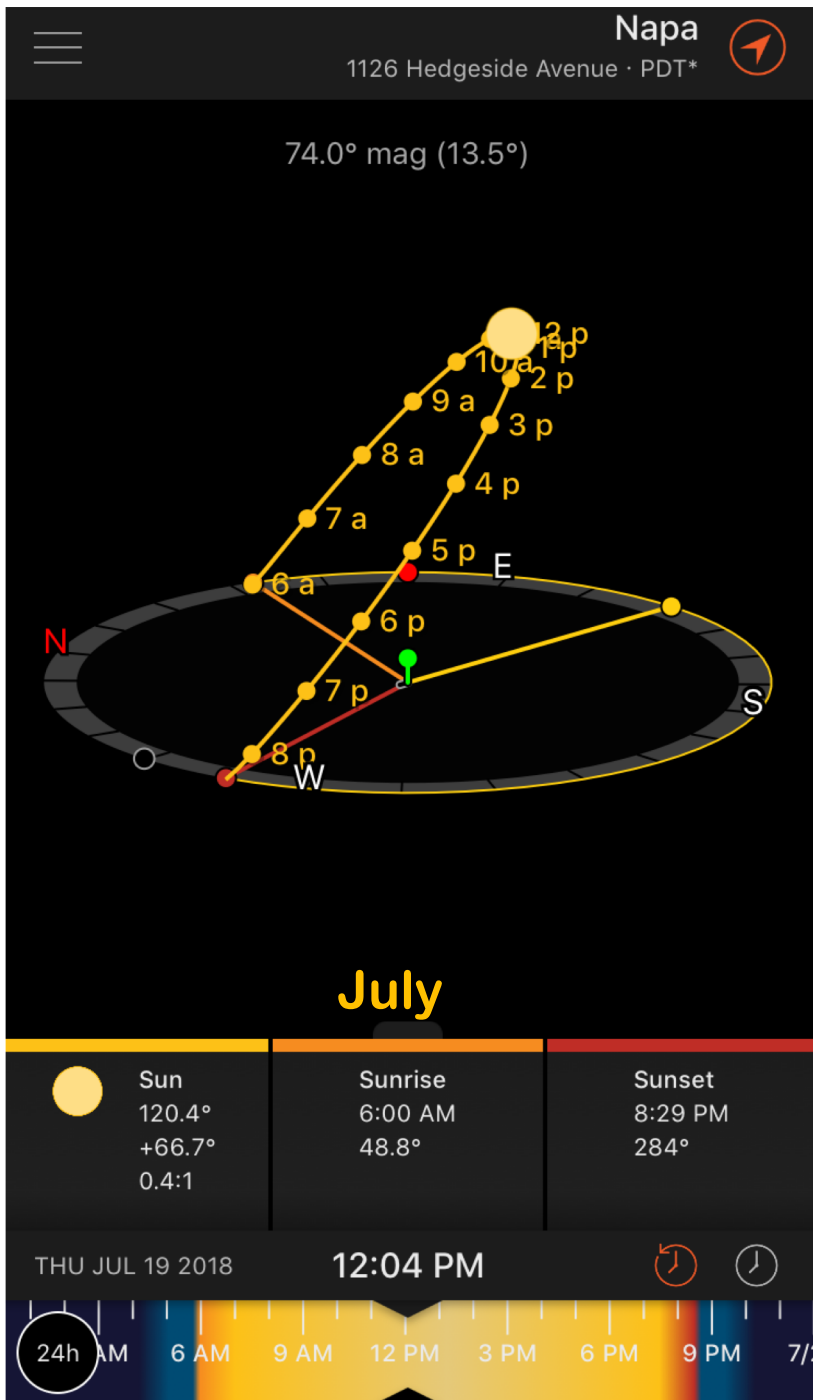 Napa
1126 Hedgeside Avenue · PDT*
74.0° mag (13.5°)
12 p
1 p
10 a
2 p
9 a
3 p
8 a
4 p
7 a
5 p
E
6 a
6 p
N
7 p
S
8 p
W
July
Sun
120.4°
+66.7°
0.4:1
Sunrise
6:00 AM
48.8°
Sunset
8:29 PM
284°
THU JUL 19 2018
12:04 PM
24h
AM
6 AM
9 AM
12 PM
3 PM
6 PM
9 PM
7/